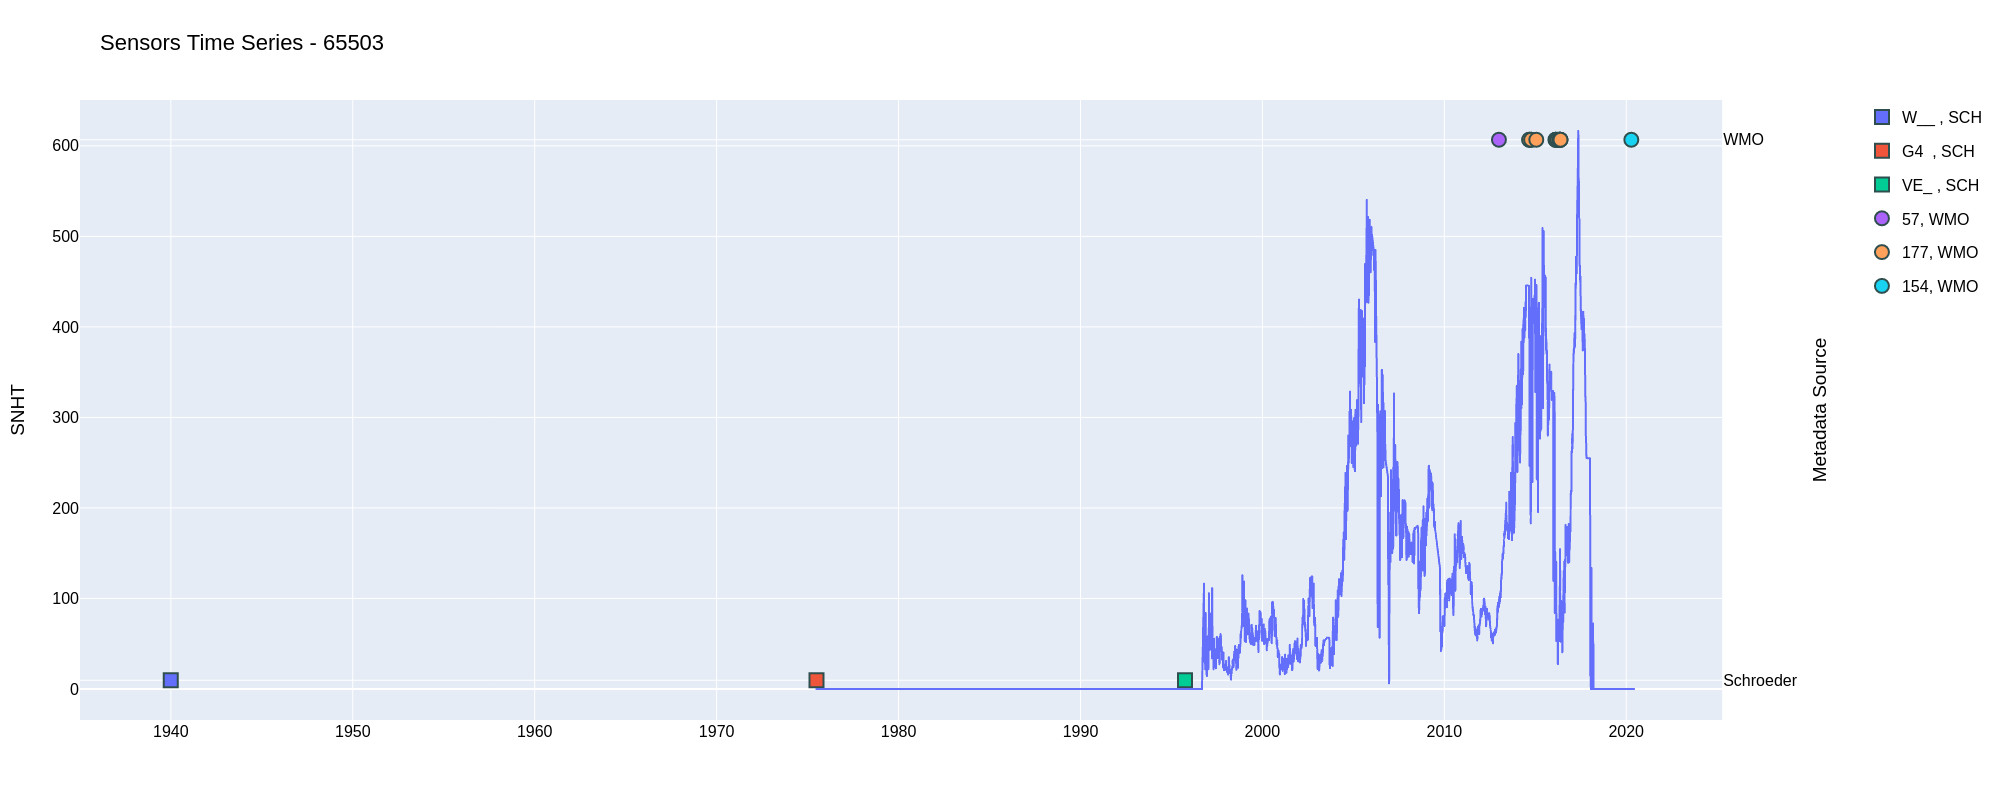 Sensors Time Series - 65503
600
500
400
300
200
100
0
SNHT
1940
1950
1960
1970
1980
1990
2000
2010
2020
WMO
Schroeder
Metadata Source
W__ , SCH
G4  , SCH
VE_ , SCH
57, WMO
177, WMO
154, WMO